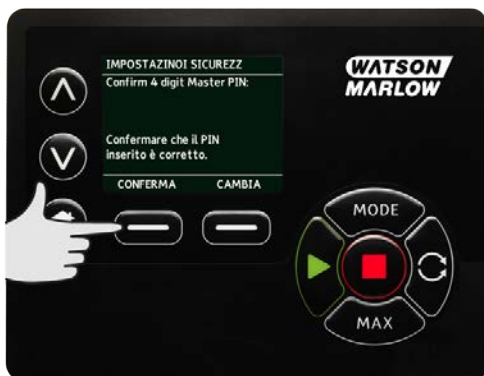 IMPOSTAZINOI SICUREZZ
Confirm 4 digit Master PIN:
Confermare che il PIN
inserito è corretto.
CONFERMA CAMBIA
WATSON
MARLOW
MODE
MAX